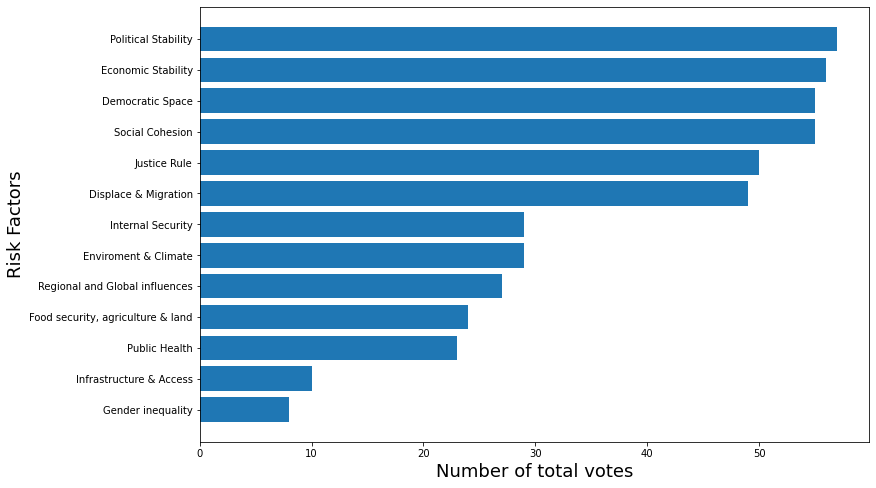 Risk Factors
Political Stability
Economic Stability
Democratic Space
Social Cohesion
Justice Rule
Displace & Migration
Internal Security
Enviroment & Climate
Regional and Global influences
Food security, agriculture & land
Public Health
Infrastructure & Access
Gender inequality
0 10 20 30 40 50
Number of total votes